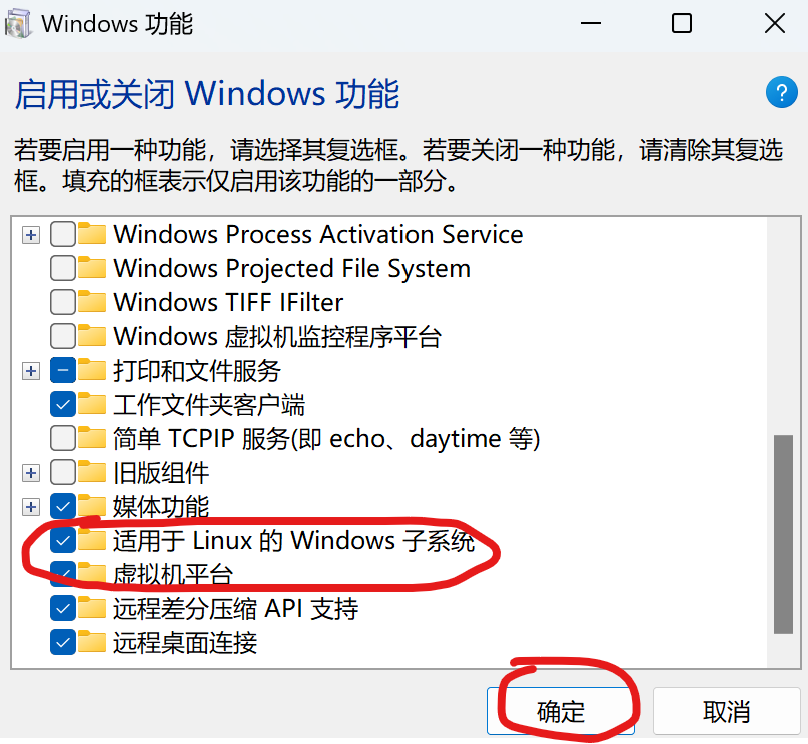 Windows 功能
启用或关闭 Windows 功能
?
若要启用一种功能，请选择其复选框。若要关闭一种功能，请清除其复选
框。填充的框表示仅启用该功能的一部分。
Windows Process Activation Service
Windows Projected File System
Windows TIFF IFilter
Windows 虚拟机监控程序平台
打印和文件服务
工作文件夹客户端
简单 TCPIP 服务(即 echo、daytime 等)
旧版组件
媒体功能
适用于 Linux 的 Windows 子系统
虚拟机平台
远程差分压缩 API 支持
远程桌面连接
确定 取消